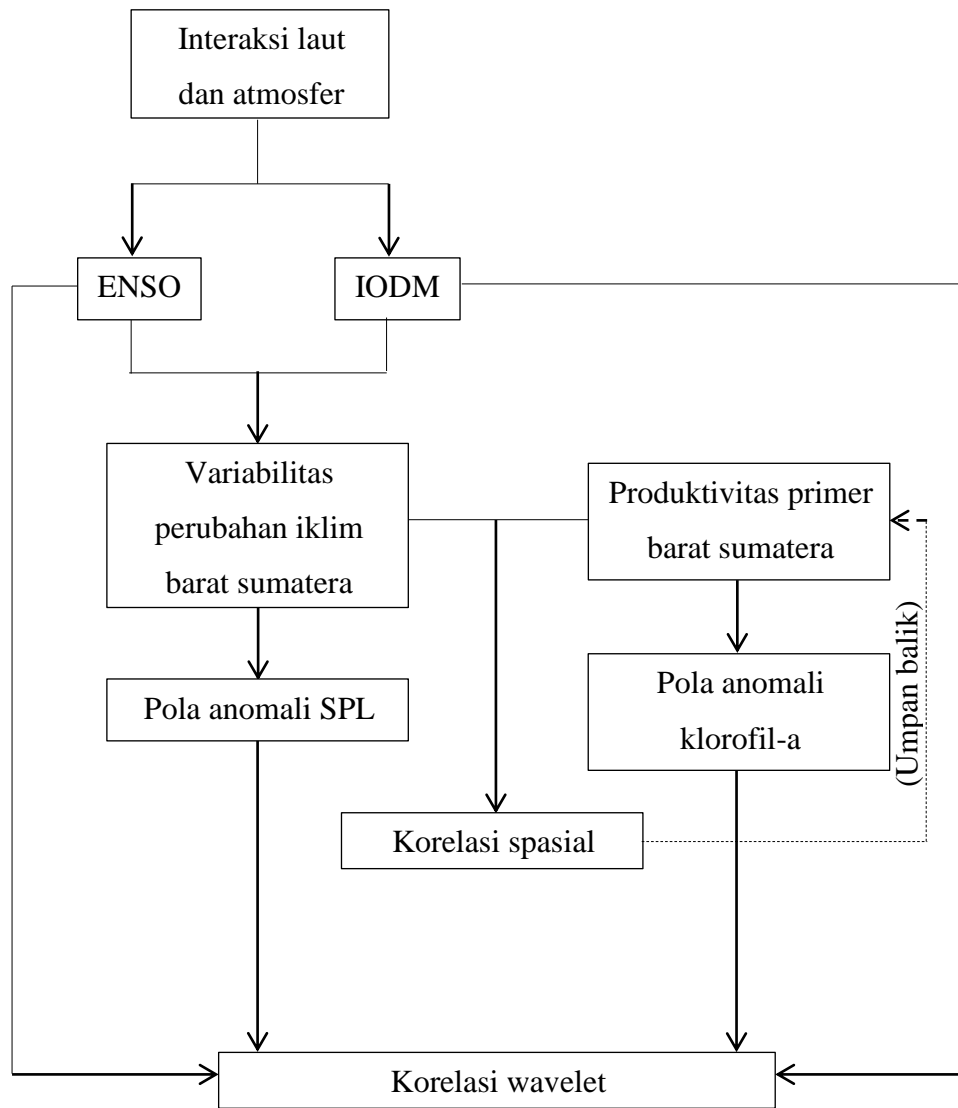 Interaksi laut
dan atmosfer
ENSO
IODM
Variabilitas
perubahan iklim
barat sumatera
Produktivitas primer
barat sumatera
Pola anomali SPL
Pola anomali
klorofil-a
(Umpan balik)
Korelasi spasial
Korelasi wavelet